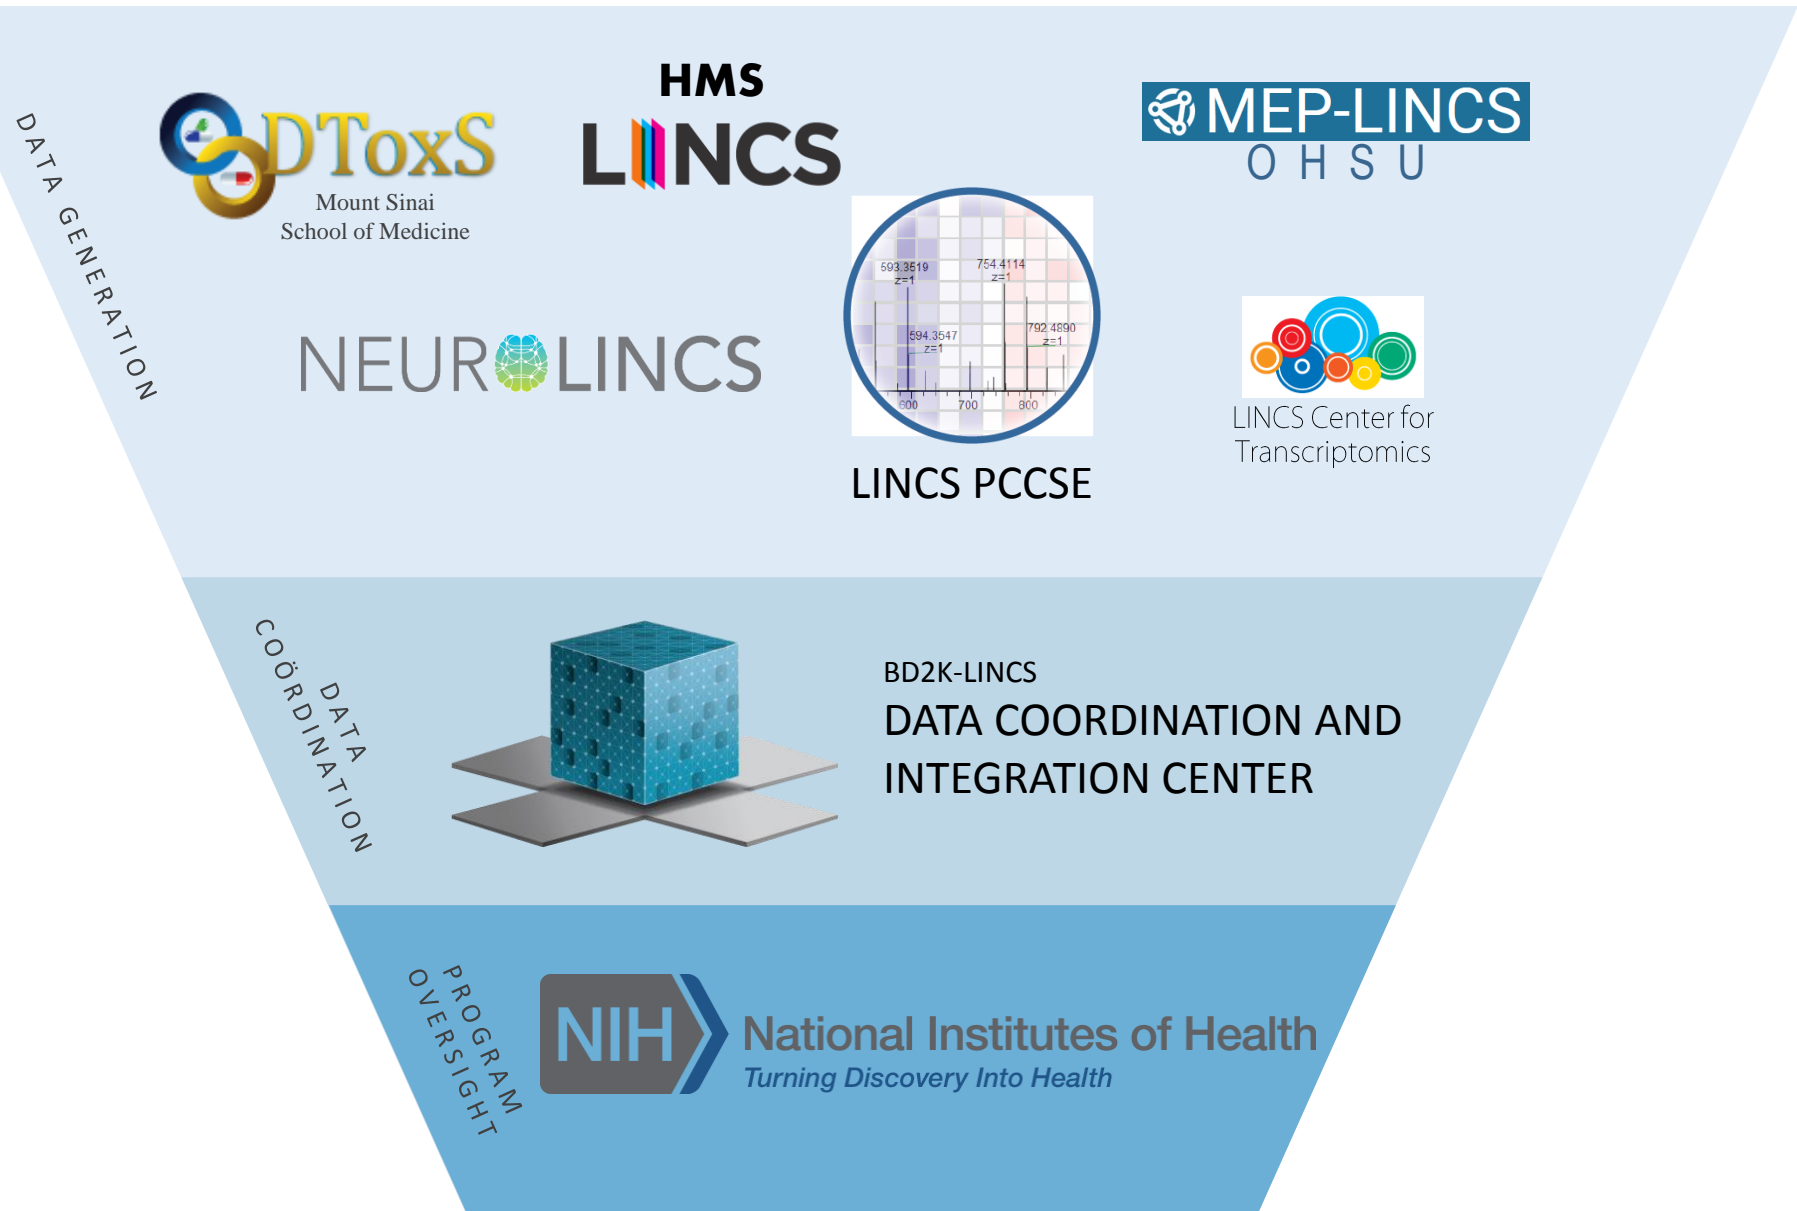 DATA GENERATION
DToxS
Mount Sinai
School of Medicine
HMS
LINCS
MEP-LINCS
OHSU
NEUROLINCS
593.3519
z=1
754.4114
z=1
594.3547
z=1
792.4890
z=1
600 700 800
LINCS PCCSE
LINCS Center for
Transcriptomics
DATA
COÖRDINATION
BD2K-LINCS
DATA COORDINATION AND
INTEGRATION CENTER
PROGRAM
OVERSIGHT
NIH
National Institutes of Health
Turning Discovery Into Health